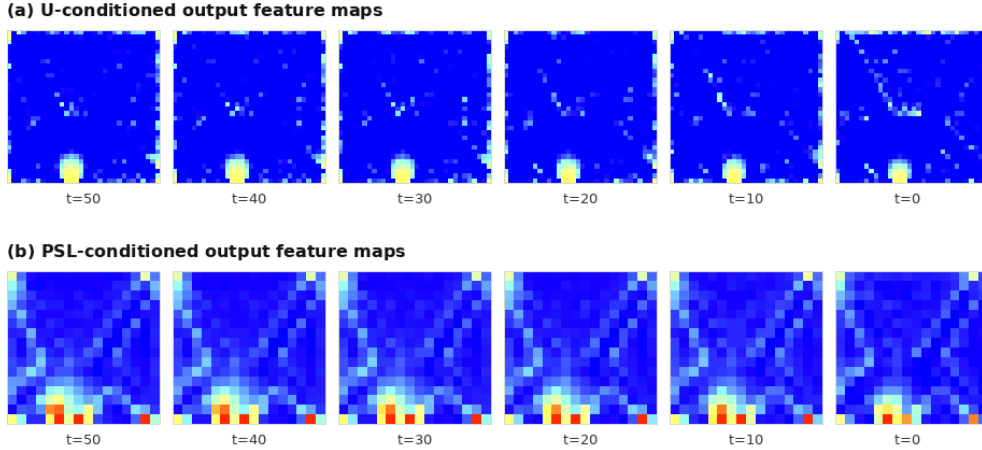 (a) U-conditioned output feature maps
t=50 t=40 t=30 t=20 t=10 t=0
(b) PSL-conditioned output feature maps
t=50 t=40 t=30 t=20 t=10 t=0